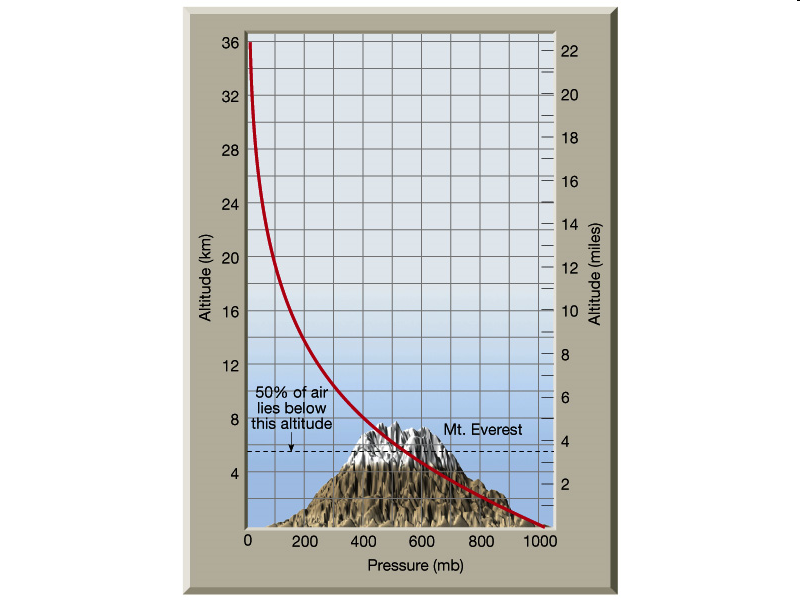 36
32
28
24
20
16
12
8
4
Altitude (km)
22
20
18
16
14
12
10
8
6
4
2
Altitude (miles)
50% of air
lies below
this altitude
Mt. Everest
0 200 400 600 800 1000
Pressure (mb)